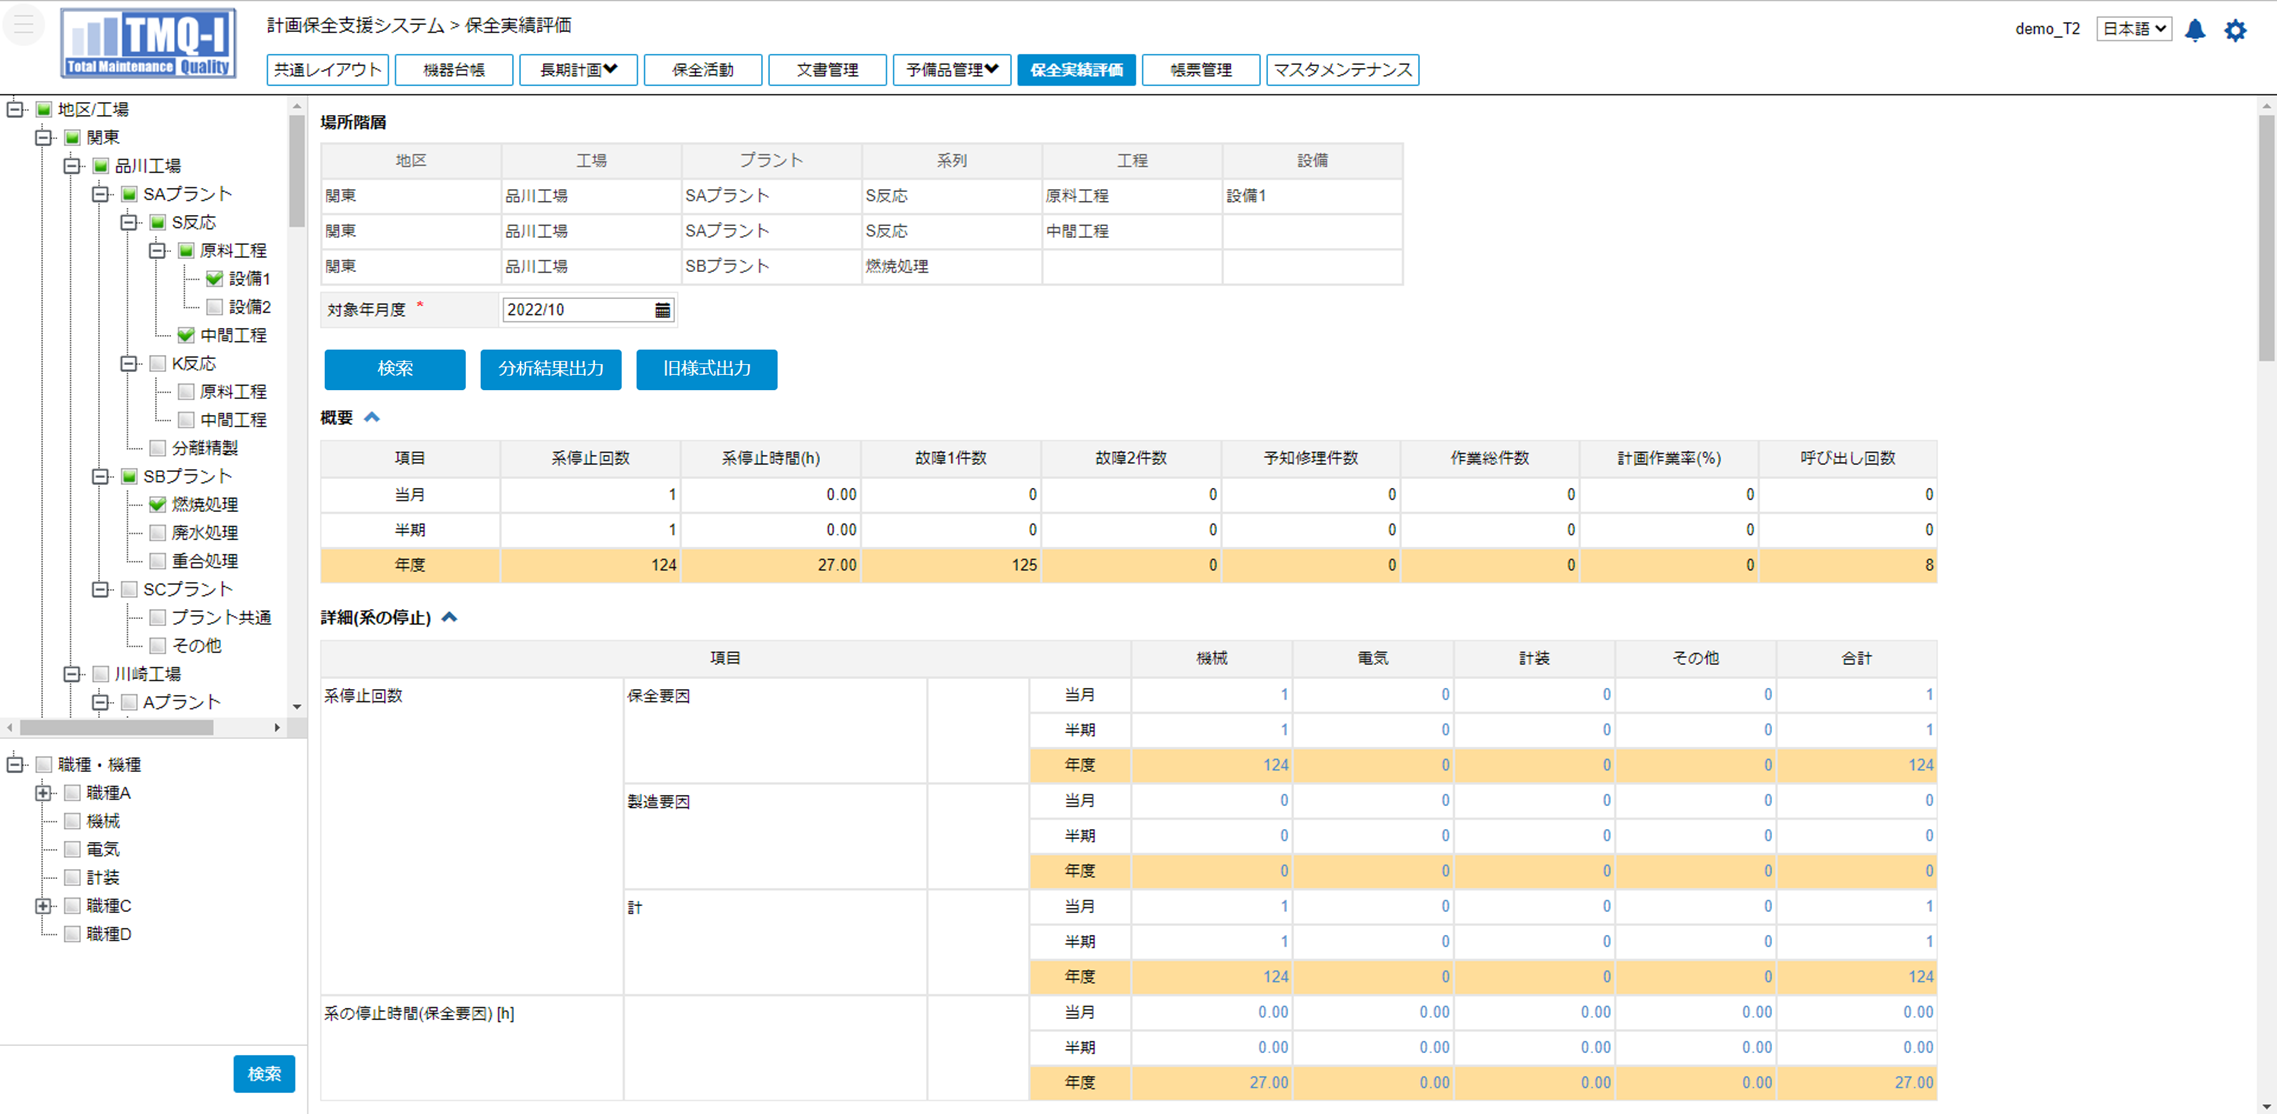 TMQ-I
Total Maintenance Quality
計画保全支援システム > 保全実績評価
demo_T2 日本語
共通レイアウト 機器台帳 長期計画 保全活動 文書管理 予備品管理 保全実績評価 帳票管理 マスタメンテナンス
地区/工場
関東
品川工場
SAプラント
S反応
原料工程
設備1
設備2
中間工程
K反応
原料工程
中間工程
分離精製
SBプラント
燃焼処理
廃水処理
重合処理
SCプラント
プラント共通
その他
川崎工場
Aプラント
職種・機種
職種A
機械
電気
計装
職種C
職種D
検索
場所階層
地区 工場 プラント 系列 工程 設備
関東 品川工場 SAプラント S反応 原料工程 設備1
関東 品川工場 SAプラント S反応 中間工程
関東 品川工場 SBプラント 燃焼処理
対象年月度 * 2022/10
検索 分析結果出力 旧様式出力
概要
項目 系停止回数 系停止時間(h) 故障1件数 故障2件数 予知修理件数 作業総件数 計画作業率(%) 呼び出し回数
当月 1 0.00 0 0 0 0 0 0
半期 1 0.00 0 0 0 0 0 0
年度 124 27.00 125 0 0 0 0 8
詳細(系の停止)
項目 機械 電気 計装 その他 合計
系停止回数 保全要因 当月 1 0 0 0 1
半期 1 0 0 0 1
年度 124 0 0 0 124
製造要因 当月 0 0 0 0 0
半期 0 0 0 0 0
年度 0 0 0 0 0
計 当月 1 0 0 0 1
半期 1 0 0 0 1
年度 124 0 0 0 124
系の停止時間(保全要因) [h] 当月 0.00 0.00 0.00 0.00 0.00
半期 0.00 0.00 0.00 0.00 0.00
年度 27.00 0.00 0.00 0.00 27.00